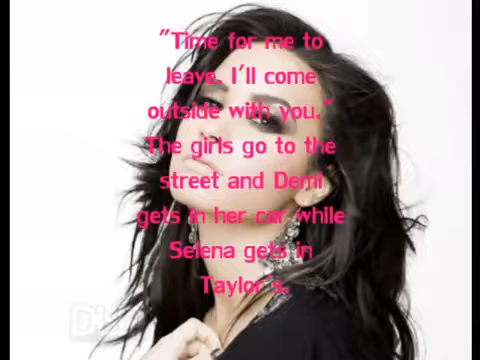 "Time for me to
leave. I'll come
outside with you."
The girls go to the
street and Demi
gets in her car while
Selena gets in
Taylor's.